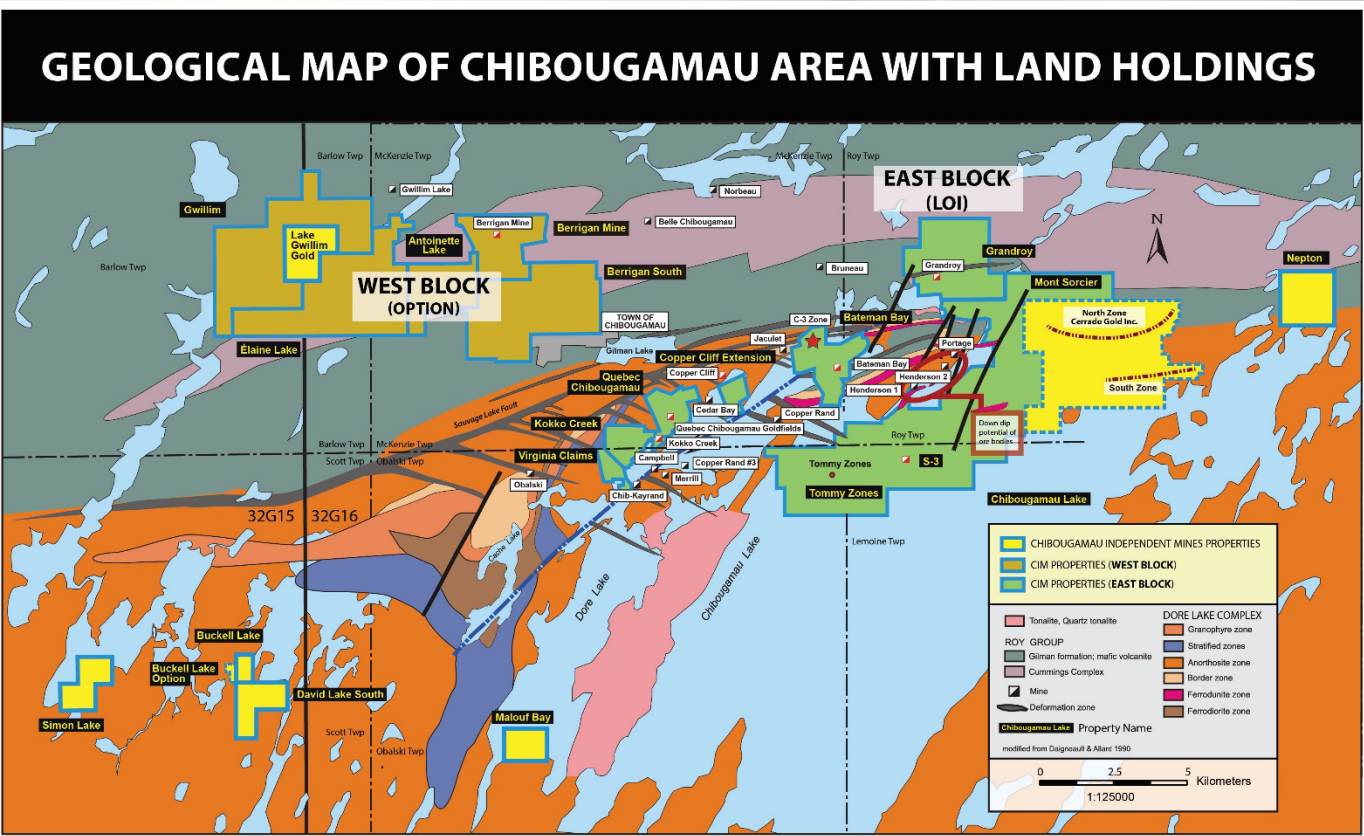 GEOLOGICAL MAP OF CHIBOUGAMAU AREA WITH LAND HOLDINGS
Barlow Twp
McKenzie Twp
McKenzie Twp
Roy Twp
Gwillim Lake
Norbeau
EAST BLOCK
(LOI)
Gwillim
Berrigan Mine
Berrigan Mine
Belle Chibougamau
N
Lake
Gwillim
Gold
Antoinette
Lake
Grandroy
Nepton
Barlow Twp
Berrigan South
Bruneau
Grandroy
Mont Sorcier
WEST BLOCK
(OPTION)
TOWN OF
CHIBOUGAMAU
C-3 Zone
Bateman Bay
North Zone
Cerrado Gold Inc.
Élaine Lake
Gilman Lake
Jaculet
Portage
Copper Cliff Extension
Copper Cliff
Bateman Bay
Quebec
Chibougamau
Henderson 2
South Zone
Henderson 1
Sauvage Lake Fault
Cedar Bay
Copper Rand
Kokko Creek
Quebec Chibougamau Goldfields
Down dip
potential of
ore bodies
Barlow Twp
McKenzie Twp
Kokko Creek
Roy Twp
Scott Twp
Obalski Twp
Virginia Claims
Campbell
Copper Rand #3
Tommy Zones
S-3
Obalski
Merrill
Chib-Kayrand
Tommy Zones
Chibougamau Lake
32G15
32G16
Lemoine Twp
Cache Lake
Dore Lake
Chibougamau Lake
CHIBOUGAMAU INDEPENDENT MINES PROPERTIES
CIM PROPERTIES (WEST BLOCK)
CIM PROPERTIES (EAST BLOCK)
Tonalite, Quartz tonalite
ROY GROUP
Gilman formation; mafic volcanite
Cummings Complex
Mine
Deformation zone
Chibougamau Lake
Property Name
modified from Daigneault & Allard 1990
DORE LAKE COMPLEX
Granophyre zone
Stratified zones
Anorthosite zone
Border zone
Ferrodunite zone
Ferrodiorite zone
0 2.5 5
Kilometers
1:125000
Buckell Lake
Buckell Lake
Option
David Lake South
Simon Lake
Malouf Bay
Scott Twp
Obalski Twp